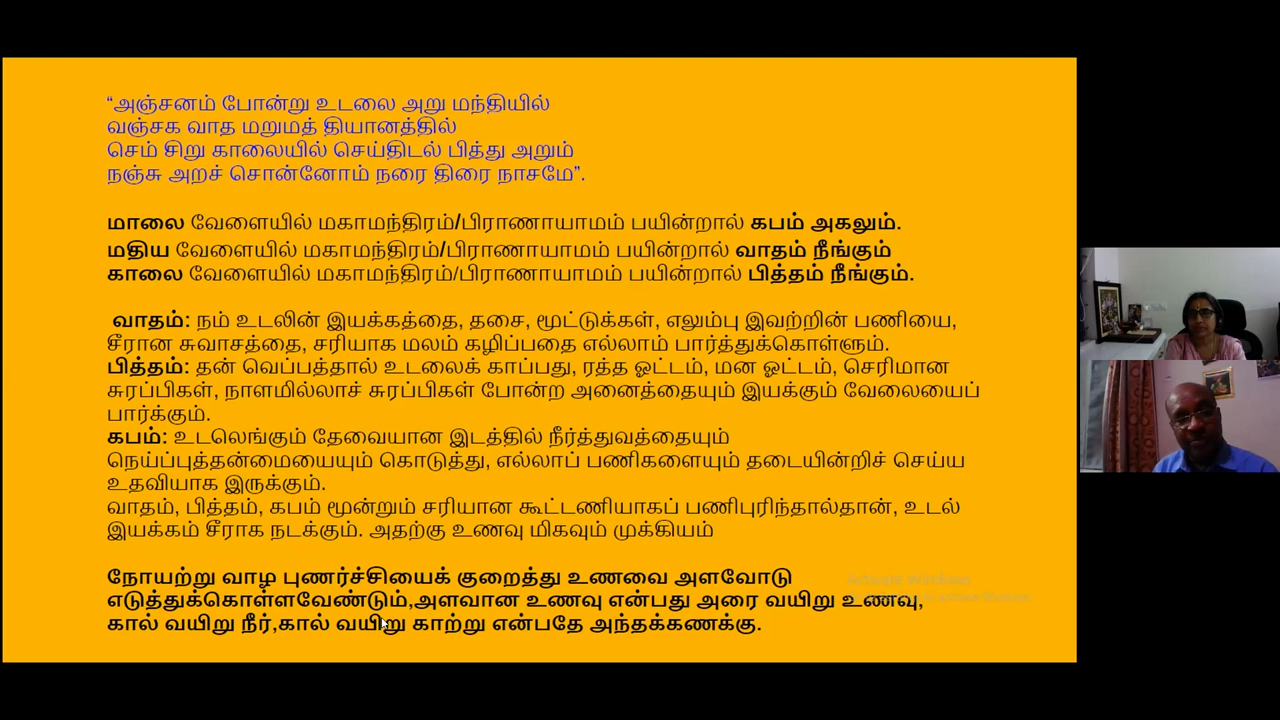 “அஞ்சனம் போன்று உடலை அறு மந்தியில்
வஞ்சக வாத மறுமத் தியானத்தில்
செம் சிறு காலையில் செய்திடல் பித்து அறும்
நஞ்சு அறச் சொன்னோம் நரை திரை நாசமே”.
மாலை வேளையில் மகாமந்திரம்/பிராணாயாமம் பயின்றால் கபம் அகலும்.
மதிய வேளையில் மகாமந்திரம்/பிராணாயாமம் பயின்றால் வாதம் நீங்கும்
காலை வேளையில் மகாமந்திரம்/பிராணாயாமம் பயின்றால் பித்தம் நீங்கும்.
வாதம்: நம் உடலின் இயக்கத்தை, தசை, மூட்டுக்கள், எலும்பு இவற்றின் பணியை,
சீரான சுவாசத்தை, சரியாக மலம் கழிப்பதை எல்லாம் பார்த்துக்கொள்ளும்.
பித்தம்: தன் வெப்பத்தால் உடலைக் காப்பது, ரத்த ஓட்டம், மன ஓட்டம், செரிமான
சுரப்பிகள், நாளமில்லாச் சுரப்பிகள் போன்ற அனைத்தையும் இயக்கும் வேலையைப்
பார்க்கும்.
கபம்: உடலெங்கும் தேவையான இடத்தில் நீர்த்துவத்தையும்
நெய்ப்புத்தன்மையையும் கொடுத்து, எல்லாப் பணிகளையும் தடையின்றிச் செய்ய
உதவியாக இருக்கும்.
வாதம், பித்தம், கபம் மூன்றும் சரியான கூட்டணியாகப் பணிபுரிந்தால்தான், உடல்
இயக்கம் சீராக நடக்கும். அதற்கு உணவு மிகவும் முக்கியம்
நோயற்று வாழ புணர்ச்சியைக் குறைத்து உணவை அளவோடு
எடுத்துக்கொள்ளவேண்டும்,அளவான உணவு என்பது அரை வயிறு உணவு,
கால் வயிறு நீர்,கால் வயிறு காற்று என்பதே அந்தக்கணக்கு.
Activate Windows